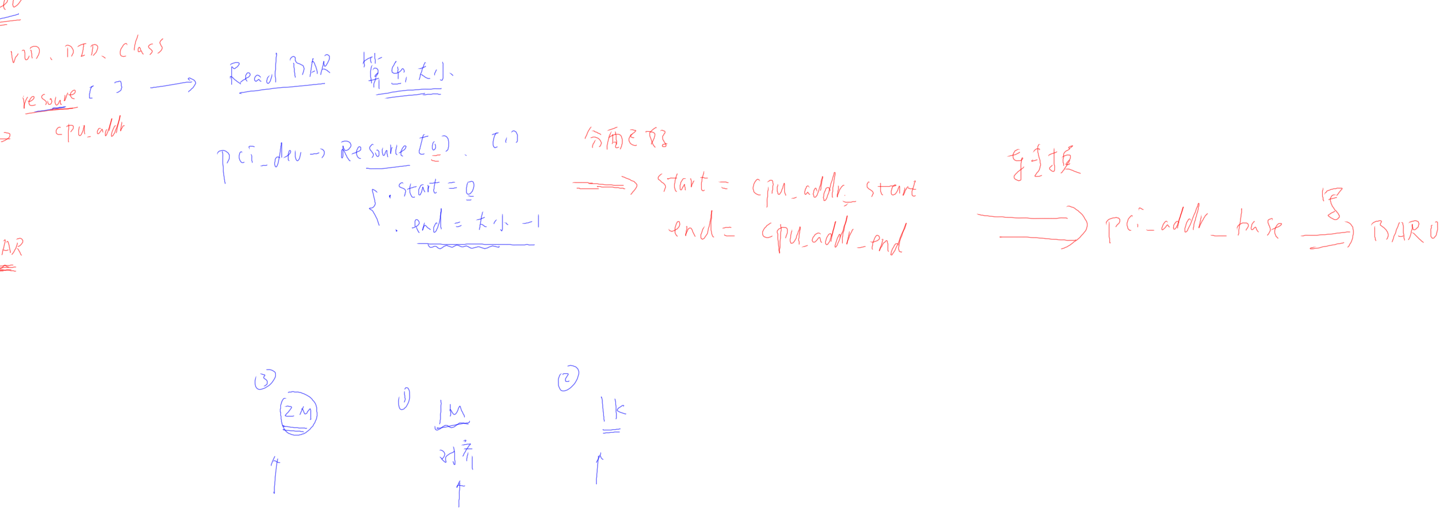 VID、DID、Class
resoure [ ] → Read BAR 算出大小.
cpu_addr
pci_dev → Resource [0] . [1]
分配之后
. start = 0
. end = 大小 -1
start = cpu_addr_start
end = cpu_addr_end
转换
pci_addr_base
写
BAR0
AR
③ 2M
① 1M
对齐
② 1K